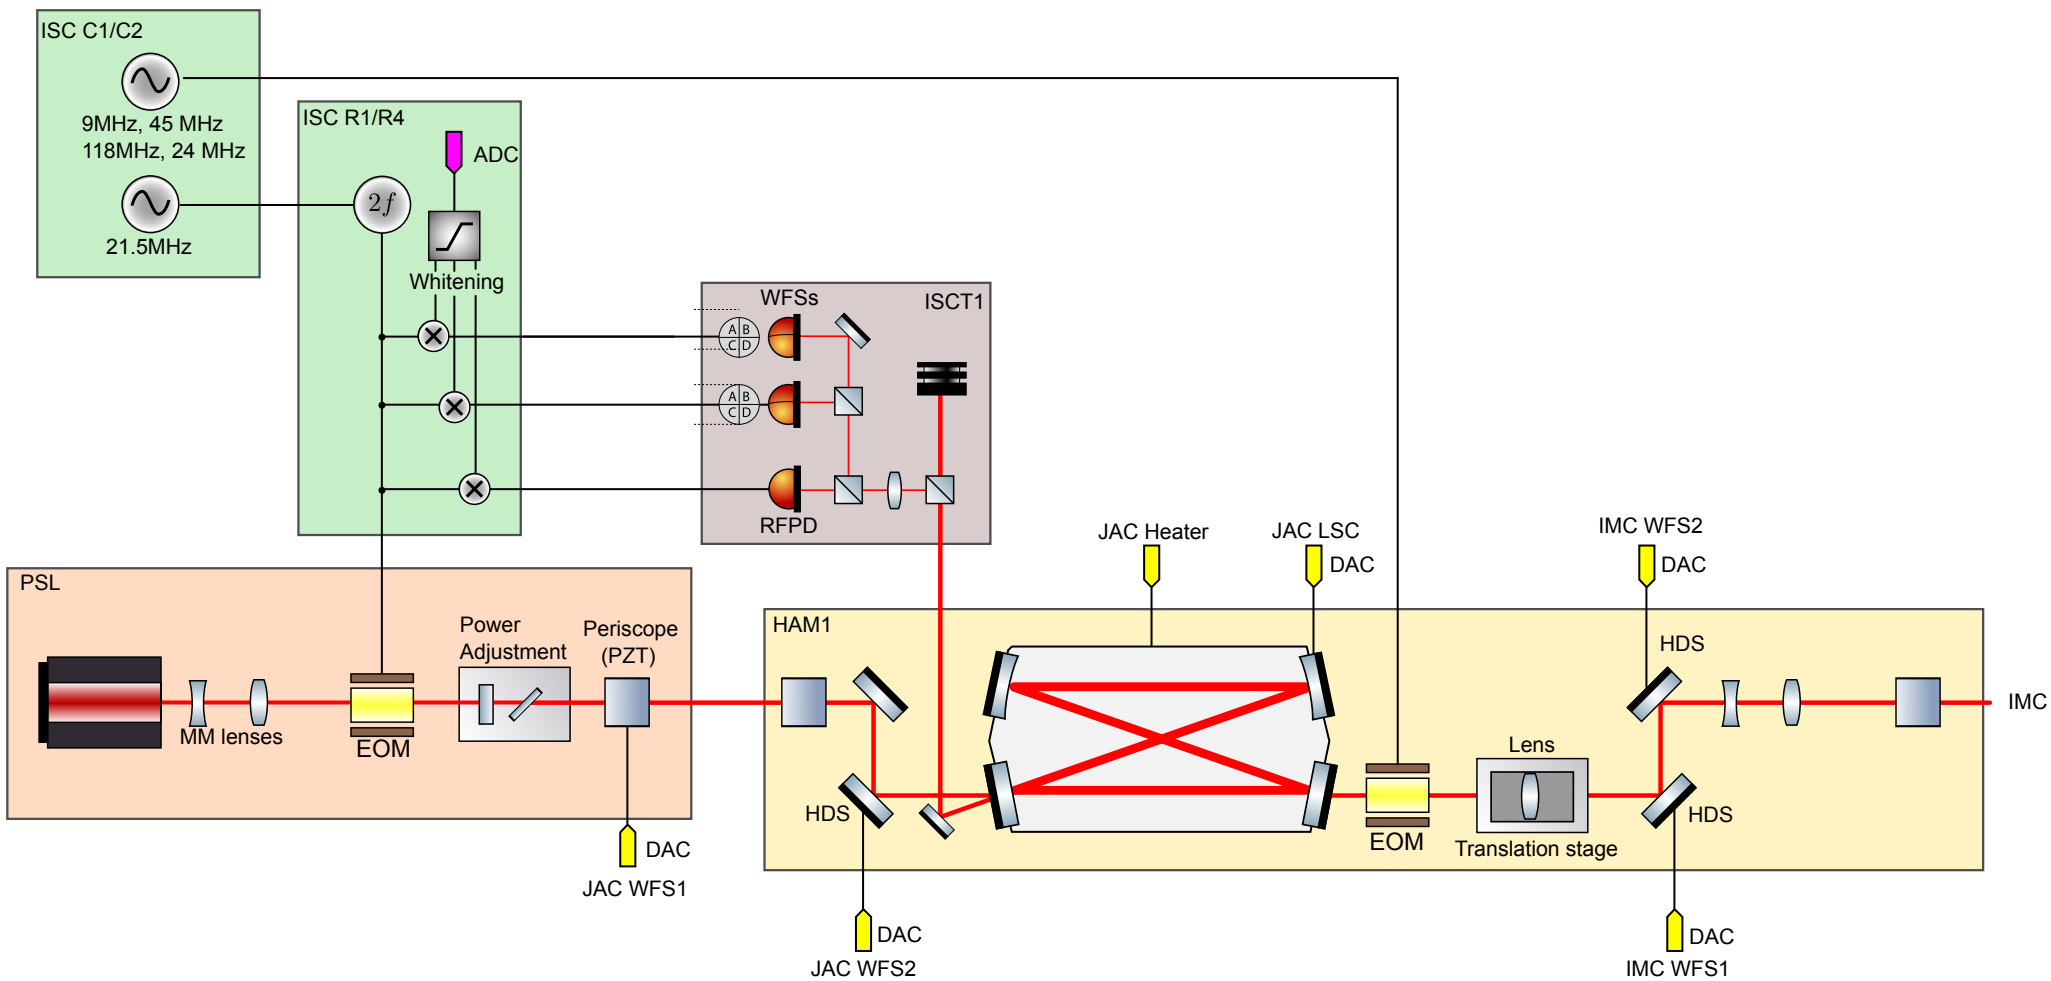 ISC C1/C2
9MHz, 45 MHz
118MHz, 24 MHz
21.5MHz
ISC R1/R4
ADC
2f
Whitening
WFSs
ISCT1
A B
C D
A B
C D
RFPD
PSL
MM lenses
EOM
Power
Adjustment
Periscope
(PZT)
DAC
JAC WFS1
HAM1
HDS
DAC
JAC WFS2
JAC Heater
JAC LSC
DAC
EOM
Lens
Translation stage
IMC WFS2
DAC
HDS
HDS
DAC
IMC WFS1
IMC